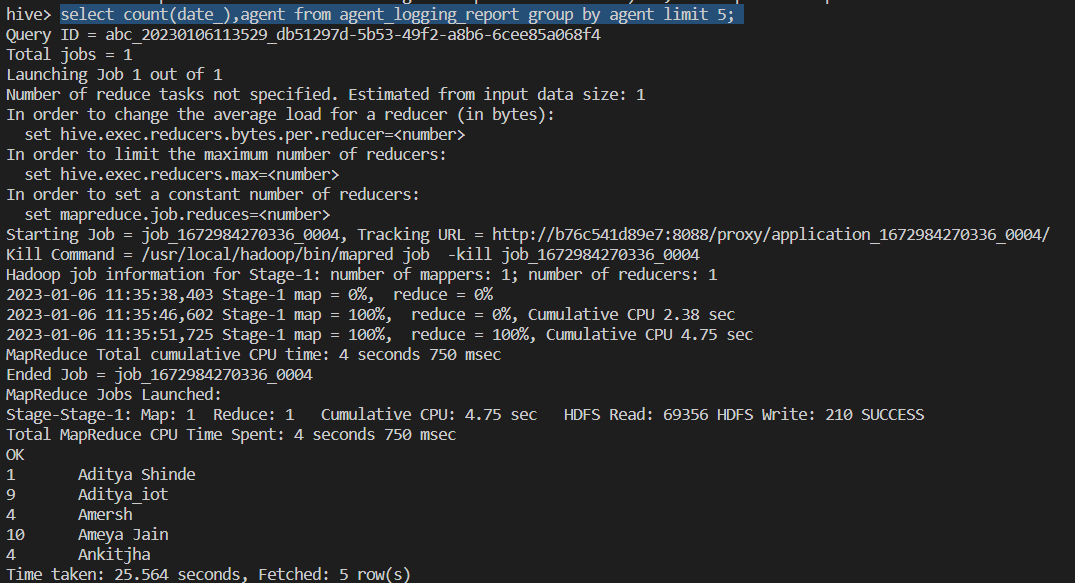 hive> select count(date_),agent from agent_logging_report group by agent limit 5;
Query ID = abc_20230106113529_db51297d-5b53-49f2-a8b6-6cee85a068f4
Total jobs = 1
Launching Job 1 out of 1
Number of reduce tasks not specified. Estimated from input data size: 1
In order to change the average load for a reducer (in bytes):
  set hive.exec.reducers.bytes.per.reducer=<number>
In order to limit the maximum number of reducers:
  set hive.exec.reducers.max=<number>
In order to set a constant number of reducers:
  set mapreduce.job.reduces=<number>
Starting Job = job_1672984270336_0004, Tracking URL = http://b76c541d89e7:8088/proxy/application_1672984270336_0004/
Kill Command = /usr/local/hadoop/bin/mapred job  -kill job_1672984270336_0004
Hadoop job information for Stage-1: number of mappers: 1; number of reducers: 1
2023-01-06 11:35:38,403 Stage-1 map = 0%,  reduce = 0%
2023-01-06 11:35:46,602 Stage-1 map = 100%,  reduce = 0%, Cumulative CPU 2.38 sec
2023-01-06 11:35:51,725 Stage-1 map = 100%,  reduce = 100%, Cumulative CPU 4.75 sec
MapReduce Total cumulative CPU time: 4 seconds 750 msec
Ended Job = job_1672984270336_0004
MapReduce Jobs Launched:
Stage-Stage-1: Map: 1  Reduce: 1   Cumulative CPU: 4.75 sec   HDFS Read: 69356 HDFS Write: 210 SUCCESS
Total MapReduce CPU Time Spent: 4 seconds 750 msec
OK
1       Aditya Shinde
9       Aditya_iot
4       Amersh
10      Ameya Jain
4       Ankitjha
Time taken: 25.564 seconds, Fetched: 5 row(s)